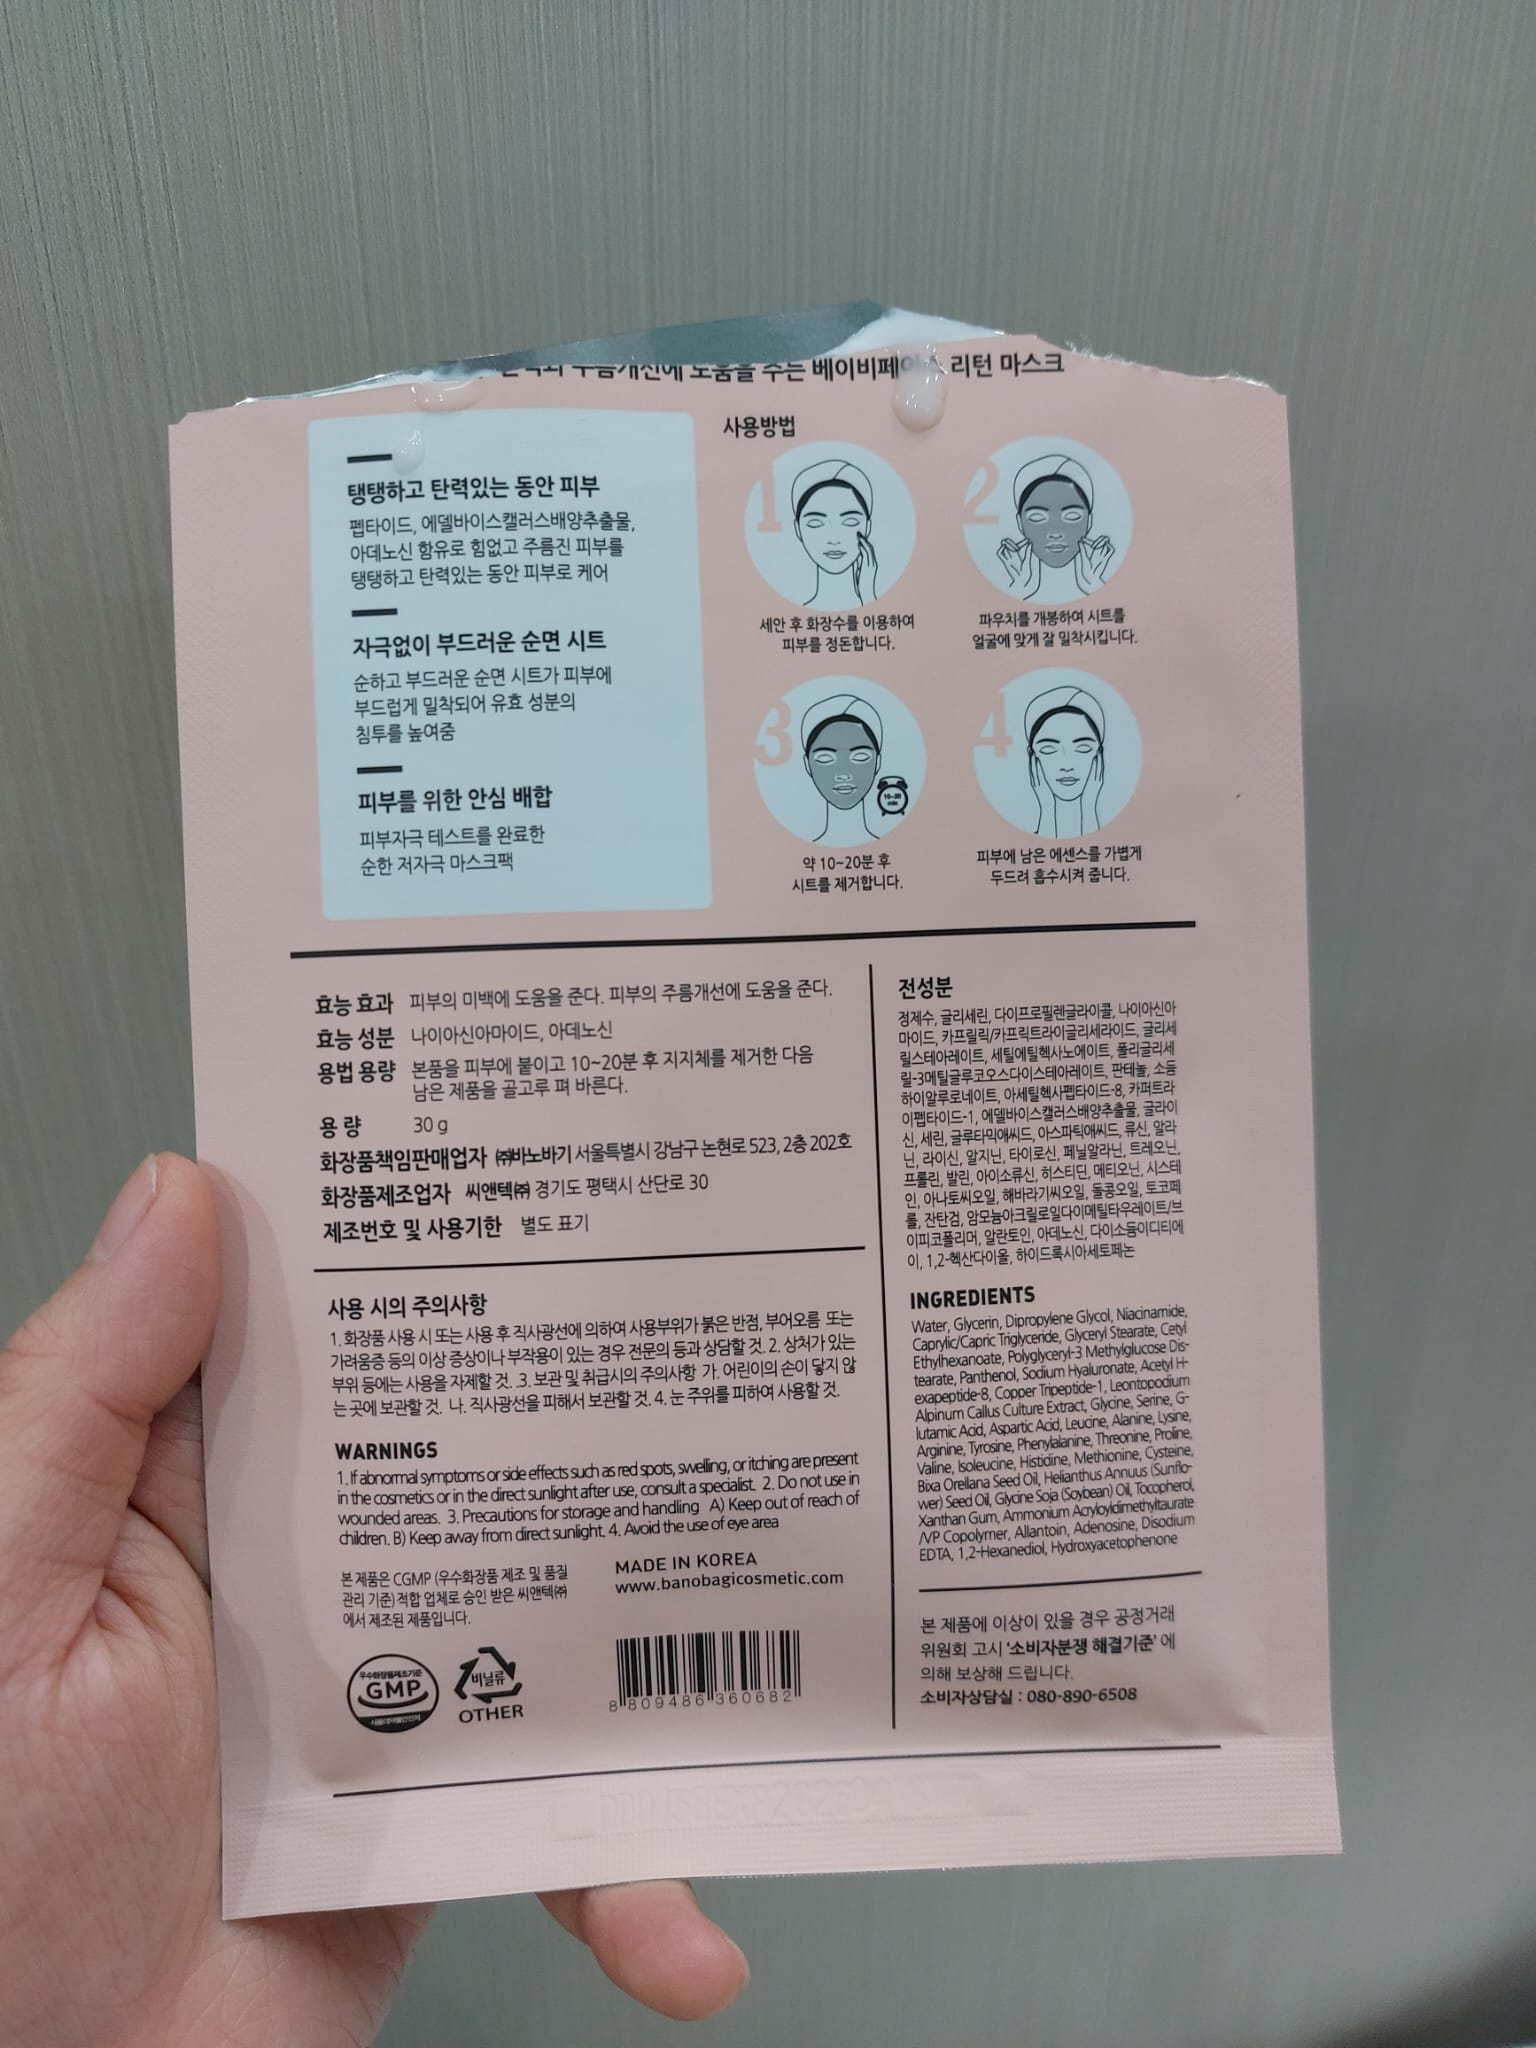 주름개선에 도움을 주는 베이비페이스 리턴 마스크
탱탱하고 탄력있는 동안 피부
펩타이드, 에델바이스캘러스배양추출물,
아데노신 함유로 힘없고 주름진 피부를
탱탱하고 탄력있는 동안 피부로 케어
자극없이 부드러운 순면 시트
순하고 부드러운 순면 시트가 피부에
부드럽게 밀착되어 유효 성분의
침투를 높여줌
피부를 위한 안심 배합
피부자극 테스트를 완료한
순한 저자극 마스크팩
사용방법
1
세안 후 화장수를 이용하여
피부를 정돈합니다.
2
파우치를 개봉하여 시트를
얼굴에 맞게 잘 밀착시킵니다.
3
10~20
min
약 10~20분 후
시트를 제거합니다.
4
피부에 남은 에센스를 가볍게
두드려 흡수시켜 줍니다.
효능 효과 피부의 미백에 도움을 준다. 피부의 주름개선에 도움을 준다.
효능 성분 나이아신아마이드, 아데노신
용법 용량 본품을 피부에 붙이고 10~20분 후 지지체를 제거한 다음
남은 제품을 골고루 펴 바른다.
용 량 30 g
화장품책임판매업자 ㈜바노바기 서울특별시 강남구 논현로 523, 2층 202호
화장품제조업자 씨앤텍㈜ 경기도 평택시 산단로 30
제조번호 및 사용기한 별도 표기
사용 시의 주의사항
1. 화장품 사용 시 또는 사용 후 직사광선에 의하여 사용부위가 붉은 반점, 부어오름 또는
가려움증 등의 이상 증상이나 부작용이 있는 경우 전문의 등과 상담할 것. 2. 상처가 있는
부위 등에는 사용을 자제할 것. .3. 보관 및 취급시의 주의사항 가. 어린이의 손이 닿지 않
는 곳에 보관할 것. 나. 직사광선을 피해서 보관할 것. 4. 눈 주위를 피하여 사용할 것.
WARNINGS
1. If abnormal symptoms or side effects such as red spots, swelling, or itching are present
in the cosmetics or in the direct sunlight after use, consult a specialist. 2. Do not use in
wounded areas. 3. Precautions for storage and handling A) Keep out of reach of
children. B) Keep away from direct sunlight. 4. Avoid the use of eye area
본 제품은 CGMP (우수화장품 제조 및 품질
관리 기준) 적합 업체로 승인 받은 씨앤텍㈜
에서 제조된 제품입니다.
MADE IN KOREA
www.banobagicosmetic.com
우수화장품제조기준
GMP
식품의약품안전처
비닐류
OTHER
8 809486 360682
전성분
정제수, 글리세린, 다이프로필렌글라이콜, 나이아신아
마이드, 카프릴릭/카프릭트라이글리세라이드, 글리세
릴스테아레이트, 세틸에틸헥사노에이트, 폴리글리세
릴-3메틸글루코오스다이스테아레이트, 판테놀, 소듐
하이알루로네이트, 아세틸헥사펩타이드-8, 카퍼트라
이펩타이드-1, 에델바이스캘러스배양추출물, 글라이
신, 세린, 글루타믹애씨드, 아스파틱애씨드, 류신, 알라
닌, 라이신, 알지닌, 타이로신, 페닐알라닌, 트레오닌,
프롤린, 발린, 아이소류신, 히스티딘, 메티오닌, 시스테
인, 아나토씨오일, 해바라기씨오일, 돌콩오일, 토코페
롤, 잔탄검, 암모늄아크릴로일다이메틸타우레이트/브
이피코폴리머, 알란토인, 아데노신, 다이소듐이디티에
이, 1,2-헥산다이올, 하이드록시아세토페논
INGREDIENTS
Water, Glycerin, Dipropylene Glycol, Niacinamide,
Caprylic/Capric Triglyceride, Glyceryl Stearate, Cetyl
Ethylhexanoate, Polyglyceryl-3 Methylglucose Dis-
tearate, Panthenol, Sodium Hyaluronate, Acetyl H-
exapeptide-8, Copper Tripeptide-1, Leontopodium
Alpinum Callus Culture Extract, Glycine, Serine, G-
lutamic Acid, Aspartic Acid, Leucine, Alanine, Lysine,
Arginine, Tyrosine, Phenylalanine, Threonine, Proline,
Valine, Isoleucine, Histidine, Methionine, Cysteine,
Bixa Orellana Seed Oil, Helianthus Annuus (Sunflo-
wer) Seed Oil, Glycine Soja (Soybean) Oil, Tocopherol,
Xanthan Gum, Ammonium Acryloyldimethyltaurate
/VP Copolymer, Allantoin, Adenosine, Disodium
EDTA, 1,2-Hexanediol, Hydroxyacetophenone
본 제품에 이상이 있을 경우 공정거래
위원회 고시 '소비자분쟁 해결기준' 에
의해 보상해 드립니다.
소비자상담실 : 080-890-6508